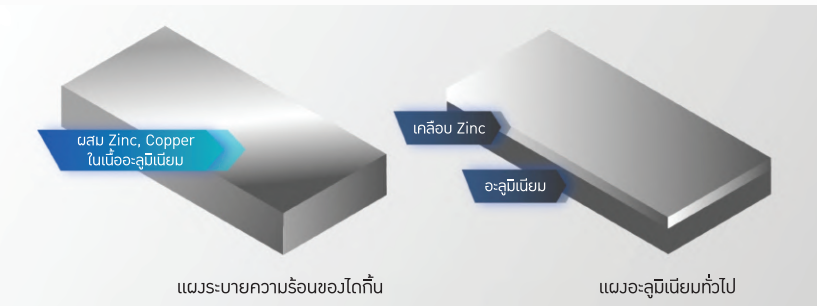 ผสม Zinc, Copper
ในเนื้ออะลูมิเนียม
เคลือบ Zinc
อะลูมิเนียม
แผงระบายความร้อนของไดกิ้น
แผงอะลูมิเนียมทั่วไป